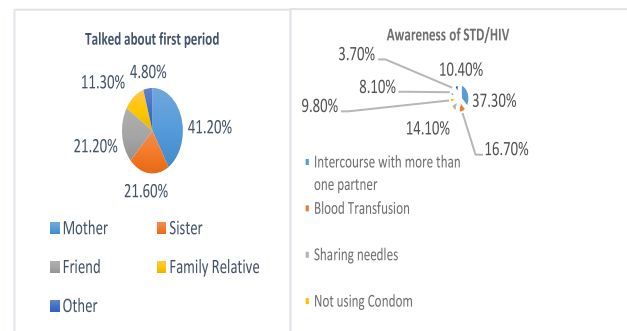 Talked about first period
11.30%
4.80%
41.20%
21.20%
21.60%
Mother
Sister
Friend
Family Relative
Other
Awareness of STD/HIV
3.70%
10.40%
8.10%
37.30%
9.80%
14.10%
16.70%
Intercourse with more than
one partner
Blood Transfusion
Sharing needles
Not using Condom